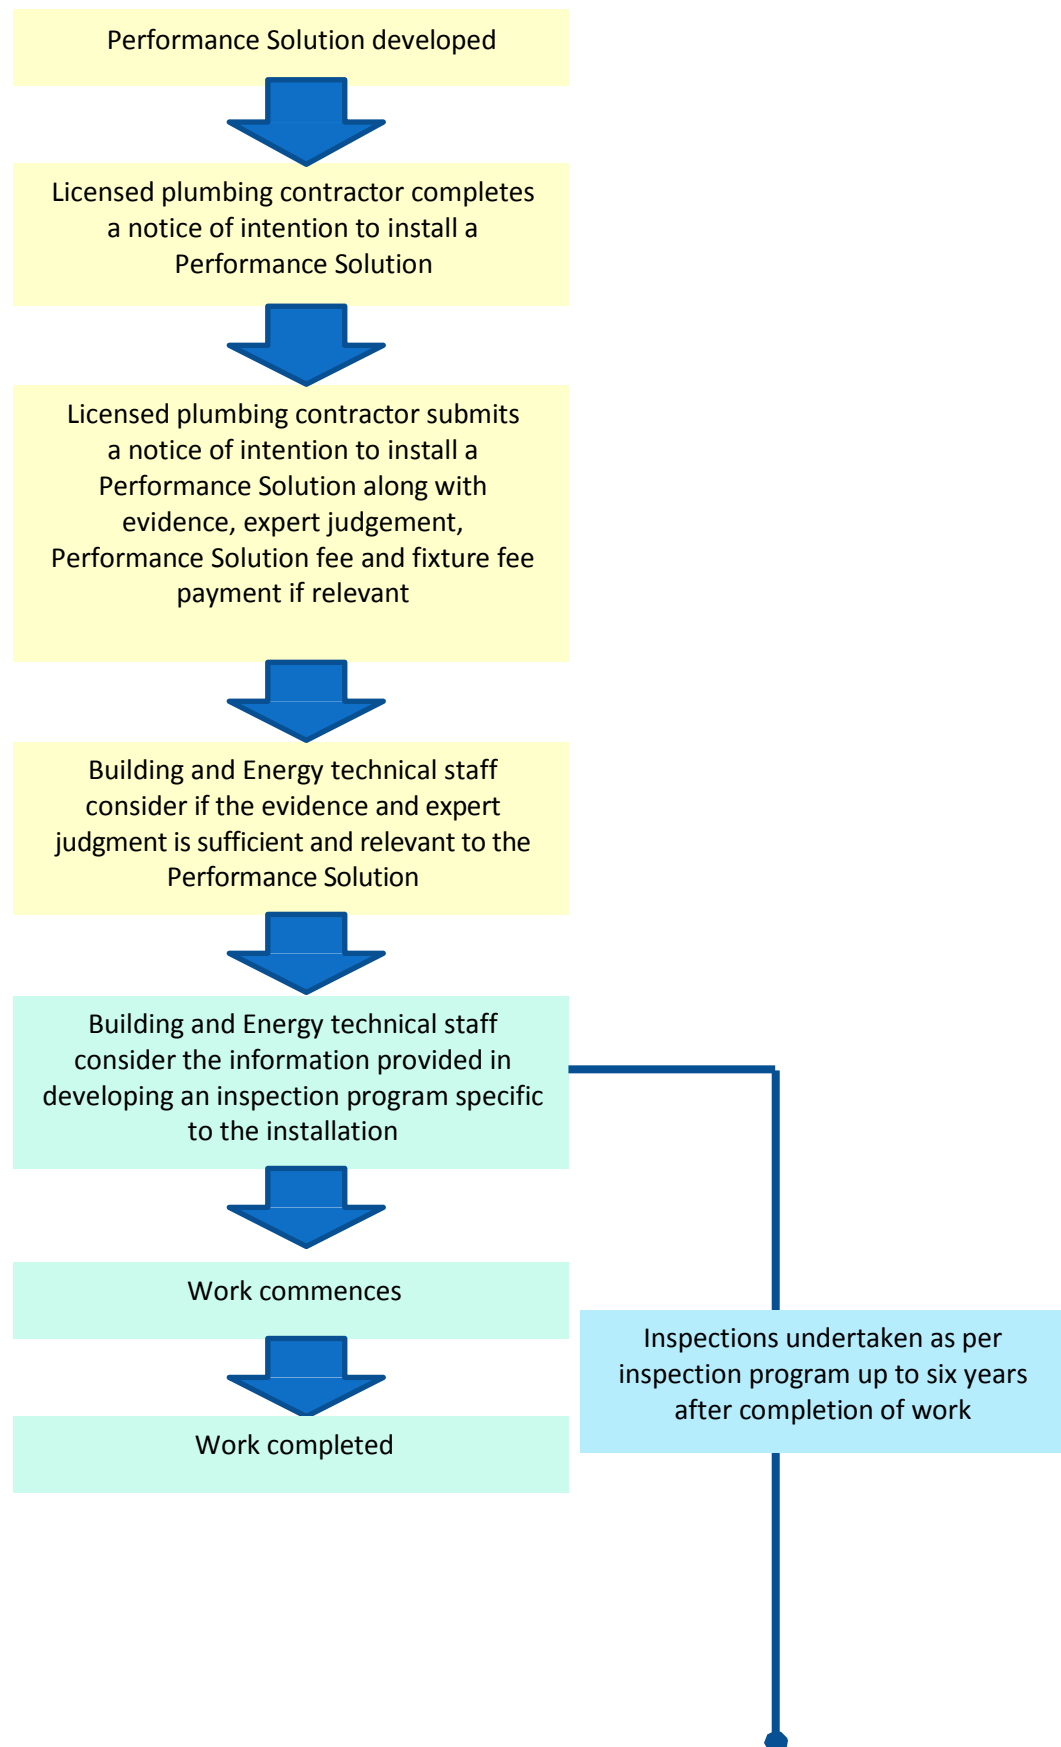 Performance Solution developed
Licensed plumbing contractor completes
a notice of intention to install a
Performance Solution
Licensed plumbing contractor submits
a notice of intention to install a
Performance Solution along with
evidence, expert judgement,
Performance Solution fee and fixture fee
payment if relevant
Building and Energy technical staff
consider if the evidence and expert
judgment is sufficient and relevant to the
Performance Solution
Building and Energy technical staff
consider the information provided in
developing an inspection program specific
to the installation
Work commences
Inspections undertaken as per
inspection program up to six years
after completion of work
Work completed